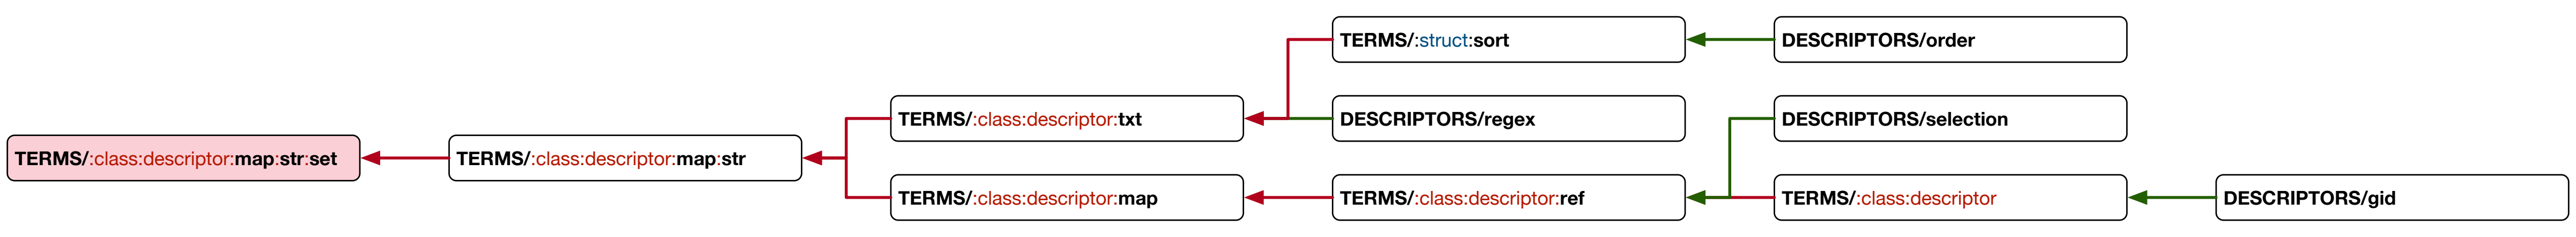 TERMS/:struct:sort
DESCRIPTORS/order
TERMS/:class:descriptor:txt
DESCRIPTORS/regex
DESCRIPTORS/selection
TERMS/:class:descriptor:map:str:set
TERMS/:class:descriptor:map:str
TERMS/:class:descriptor:map
TERMS/:class:descriptor:ref
TERMS/:class:descriptor
DESCRIPTORS/gid